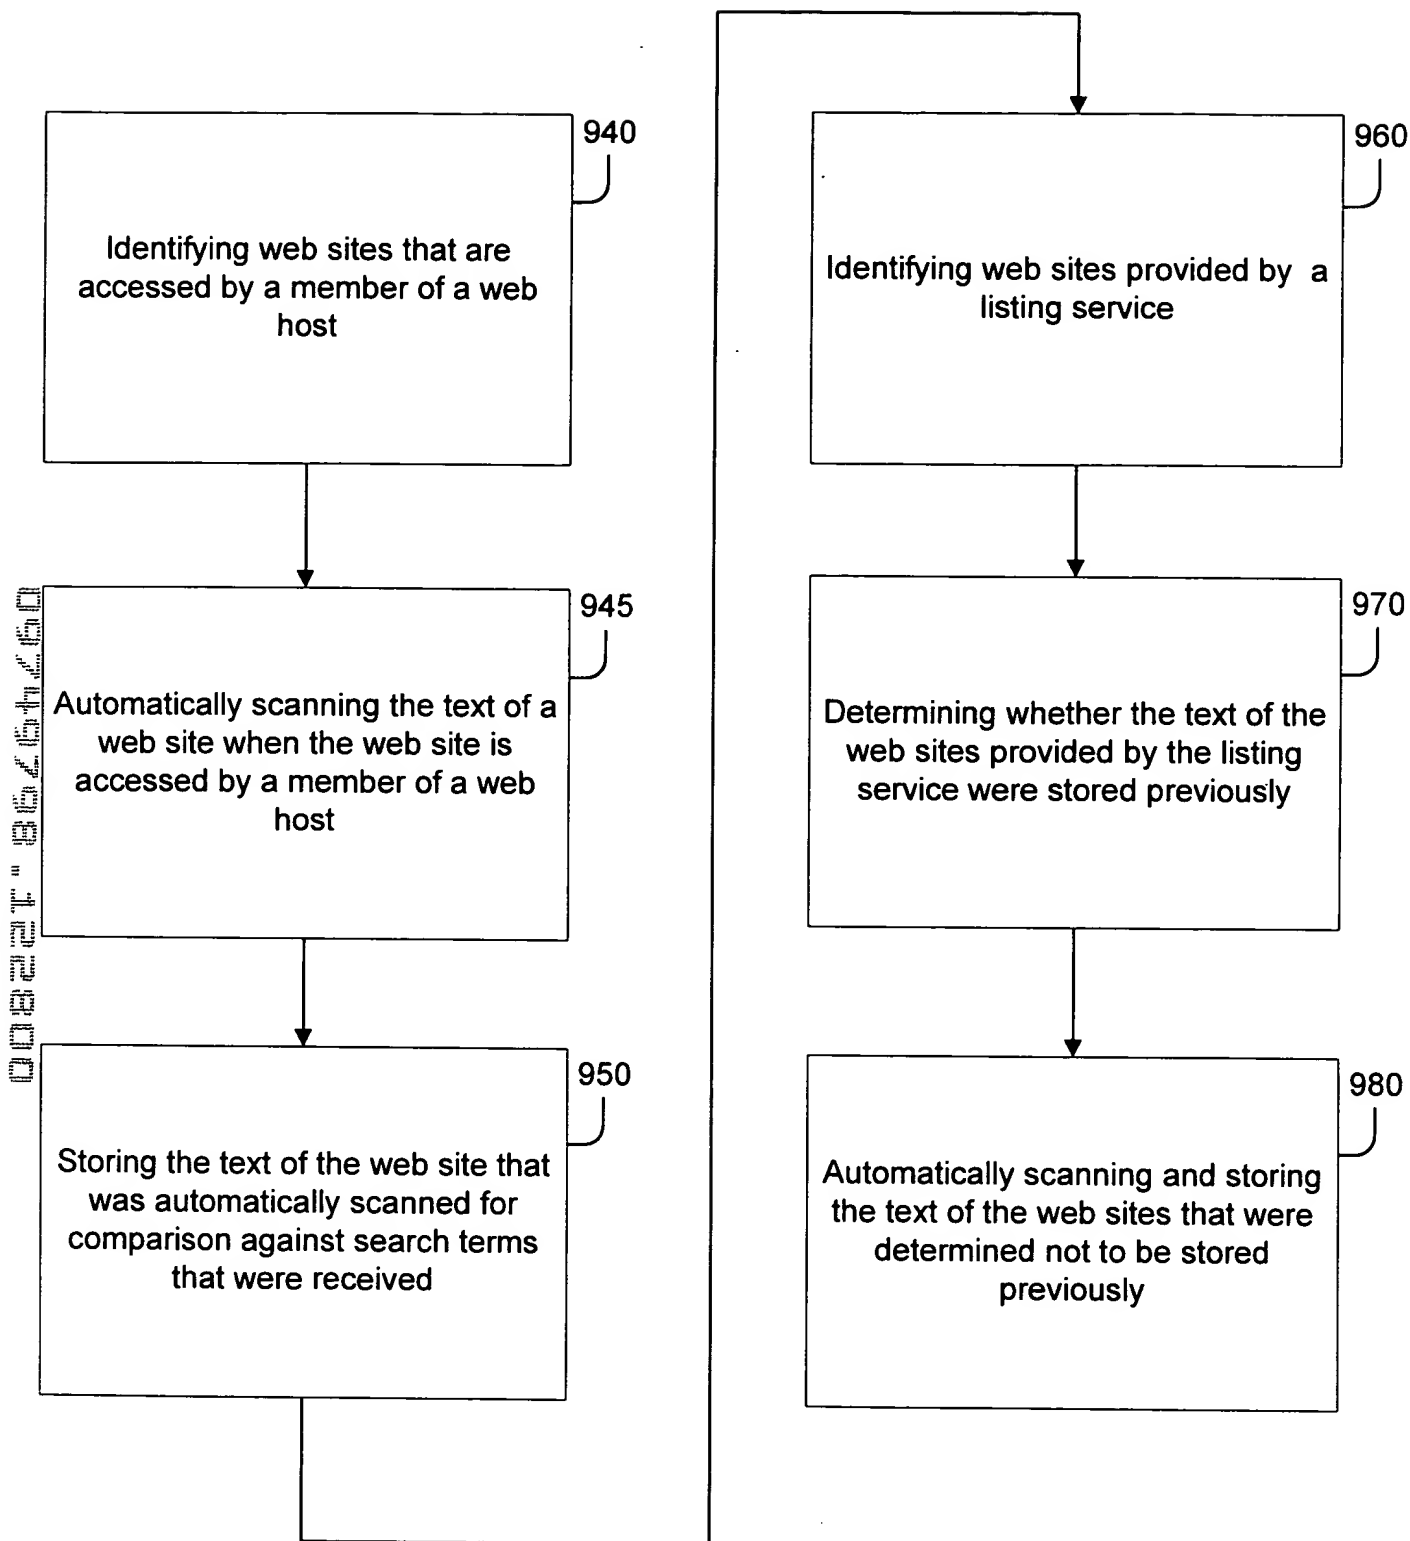 940
Identifying web sites that are
accessed by a member of a web
host
945
Automatically scanning the text of a
web site when the web site is
accessed by a member of a web
host
950
Storing the text of the web site that
was automatically scanned for
comparison against search terms
that were received
960
Identifying web sites provided by a
listing service
970
Determining whether the text of the
web sites provided by the listing
service were stored previously
980
Automatically scanning and storing
the text of the web sites that were
determined not to be stored
previously
09749798.122800